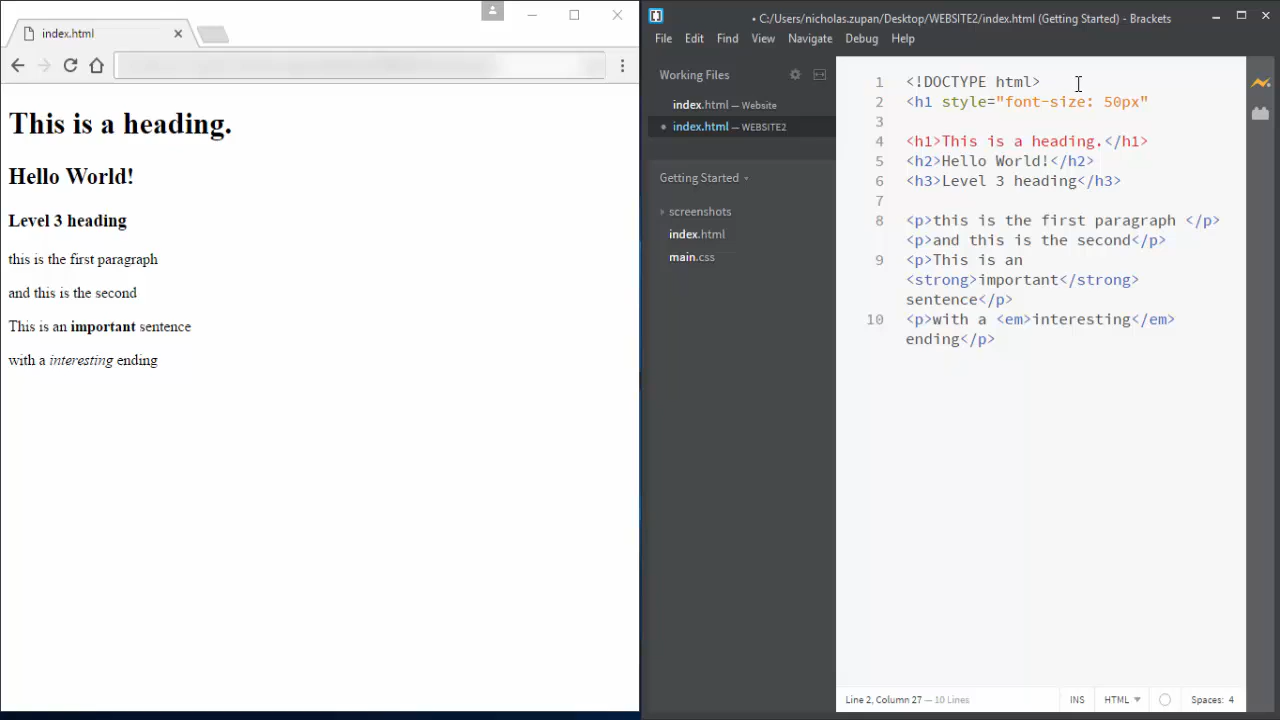 index.html
This is a heading.
Hello World!
Level 3 heading
this is the first paragraph
and this is the second
This is an important sentence
with a interesting ending
• C:/Users/nicholas.zupan/Desktop/WEBSITE2/index.html (Getting Started) - Brackets
File Edit Find View Navigate Debug Help
Working Files
index.html — Website
index.html — WEBSITE2
Getting Started
screenshots
index.html
main.css
1 <!DOCTYPE html>
2 <h1 style="font-size: 50px"
3
4 <h1>This is a heading.</h1>
5 <h2>Hello World!</h2>
6 <h3>Level 3 heading</h3>
7
8 <p>this is the first paragraph </p>
<p>and this is the second</p>
9 <p>This is an
<strong>important</strong>
sentence</p>
10 <p>with a <em>interesting</em>
ending</p>
Line 2, Column 27 — 10 Lines
INS HTML Spaces: 4